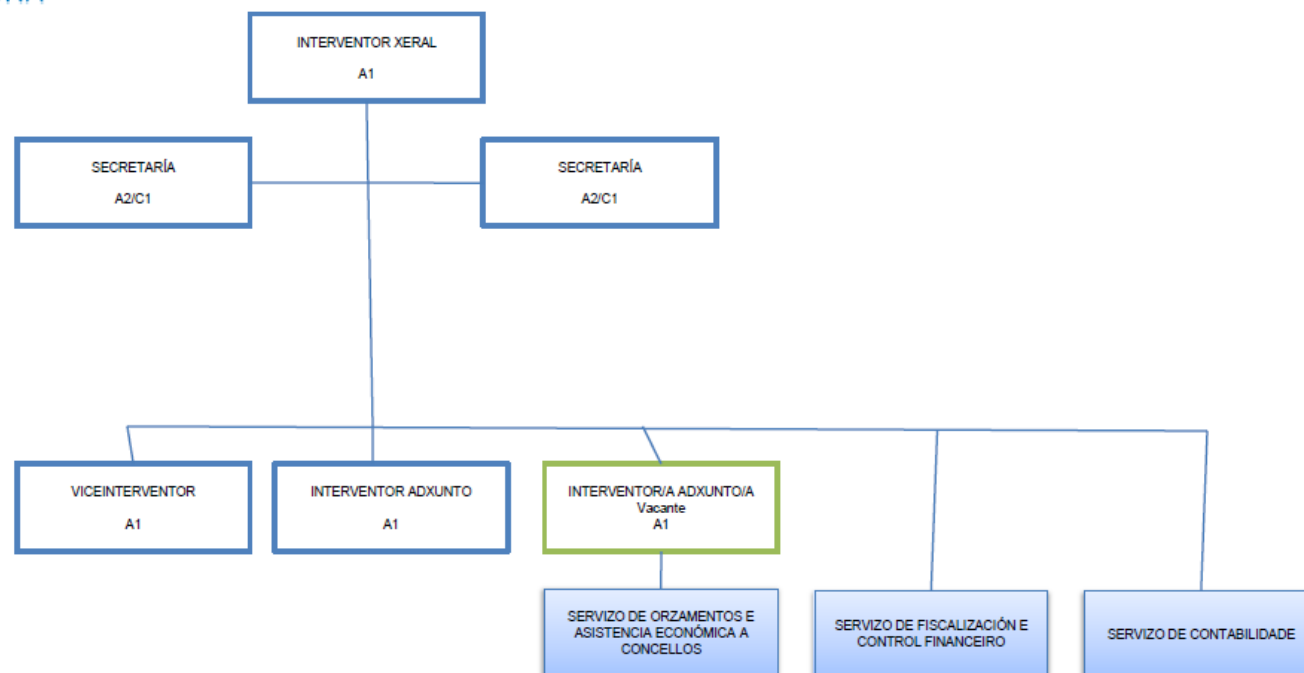 INTERVENTOR XERAL
A1
SECRETARÍA
A2/C1
SECRETARÍA
A2/C1
VICEINTERVENTOR
A1
INTERVENTOR ADXUNTO
A1
INTERVENTOR/A ADXUNTO/A
Vacante
A1
SERVIZO DE ORZAMENTOS E
ASISTENCIA ECONÓMICA A
CONCELLOS
SERVIZO DE FISCALIZACIÓN E
CONTROL FINANCEIRO
SERVIZO DE CONTABILIDADE